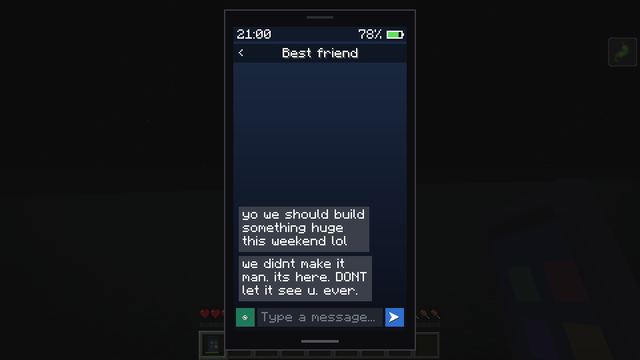 21:00 78%
< Best friend
yo we should build
something huge
this weekend lol
we didnt make it
man. its here. DONT
let it see u. ever.
Type a message...